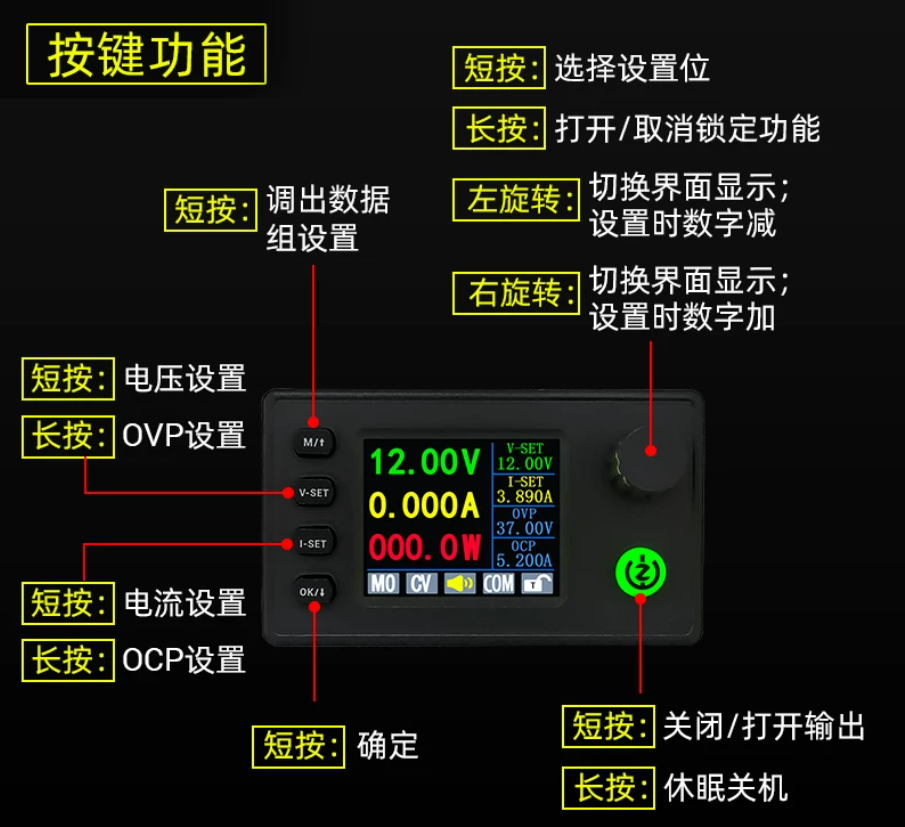 按键功能
短按：选择设置位
长按：打开/取消锁定功能
左旋转：切换界面显示；
设置时数字减
右旋转：切换界面显示；
设置时数字加
短按：调出数据
组设置
短按：电压设置
长按：OVP设置
短按：电流设置
长按：OCP设置
短按：确定
短按：关闭/打开输出
长按：休眠关机
M/↑
V-SET
I-SET
OK/↓
12.00V
0.000A
000.0W
V-SET
12.00V
I-SET
3.890A
OVP
37.00V
OCP
5.200A
M0 CV COM
Z